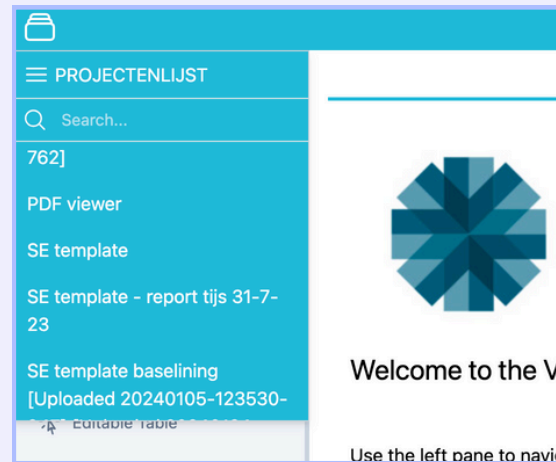 PROJECTENLIJST
Search...
762]
PDF viewer
SE template
SE template - report tijs 31-7-
23
SE template baselining
[Uploaded 20240105-123530-
Editable Table
Welcome to the V
Use the left pane to navi